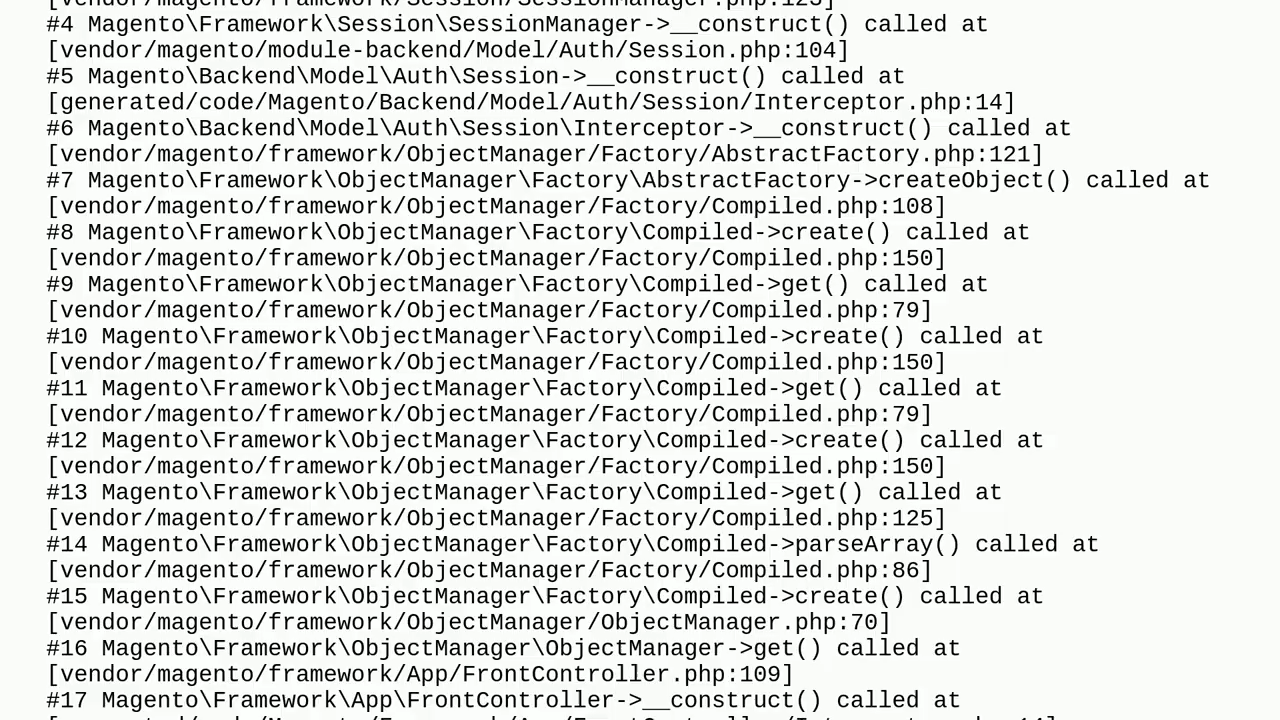 [vendor/magento/framework/Session/SessionManager.php:123]
#4 Magento\Framework\Session\SessionManager->__construct() called at
[vendor/magento/module-backend/Model/Auth/Session.php:104]
#5 Magento\Backend\Model\Auth\Session->__construct() called at
[generated/code/Magento/Backend/Model/Auth/Session/Interceptor.php:14]
#6 Magento\Backend\Model\Auth\Session\Interceptor->__construct() called at
[vendor/magento/framework/ObjectManager/Factory/AbstractFactory.php:121]
#7 Magento\Framework\ObjectManager\Factory\AbstractFactory->createObject() called at
[vendor/magento/framework/ObjectManager/Factory/Compiled.php:108]
#8 Magento\Framework\ObjectManager\Factory\Compiled->create() called at
[vendor/magento/framework/ObjectManager/Factory/Compiled.php:150]
#9 Magento\Framework\ObjectManager\Factory\Compiled->get() called at
[vendor/magento/framework/ObjectManager/Factory/Compiled.php:79]
#10 Magento\Framework\ObjectManager\Factory\Compiled->create() called at
[vendor/magento/framework/ObjectManager/Factory/Compiled.php:150]
#11 Magento\Framework\ObjectManager\Factory\Compiled->get() called at
[vendor/magento/framework/ObjectManager/Factory/Compiled.php:79]
#12 Magento\Framework\ObjectManager\Factory\Compiled->create() called at
[vendor/magento/framework/ObjectManager/Factory/Compiled.php:150]
#13 Magento\Framework\ObjectManager\Factory\Compiled->get() called at
[vendor/magento/framework/ObjectManager/Factory/Compiled.php:125]
#14 Magento\Framework\ObjectManager\Factory\Compiled->parseArray() called at
[vendor/magento/framework/ObjectManager/Factory/Compiled.php:86]
#15 Magento\Framework\ObjectManager\Factory\Compiled->create() called at
[vendor/magento/framework/ObjectManager/ObjectManager.php:70]
#16 Magento\Framework\ObjectManager\ObjectManager->get() called at
[vendor/magento/framework/App/FrontController.php:109]
#17 Magento\Framework\App\FrontController->__construct() called at